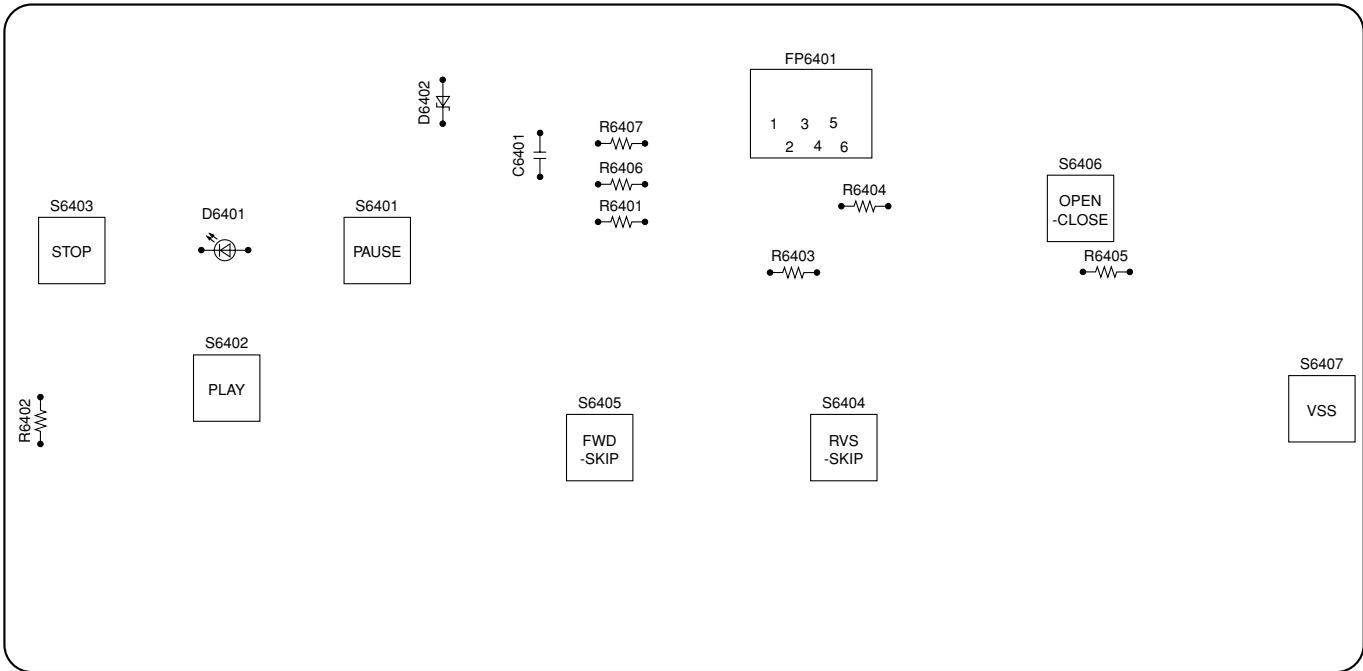 FP6401
D6402
1 3 5
2 4 6
C6401
R6407
R6406
R6401
S6406
OPEN
-CLOSE
R6404
S6403
STOP
D6401
S6401
PAUSE
R6403
R6405
S6402
PLAY
S6407
VSS
R6402
S6405
FWD
-SKIP
S6404
RVS
-SKIP